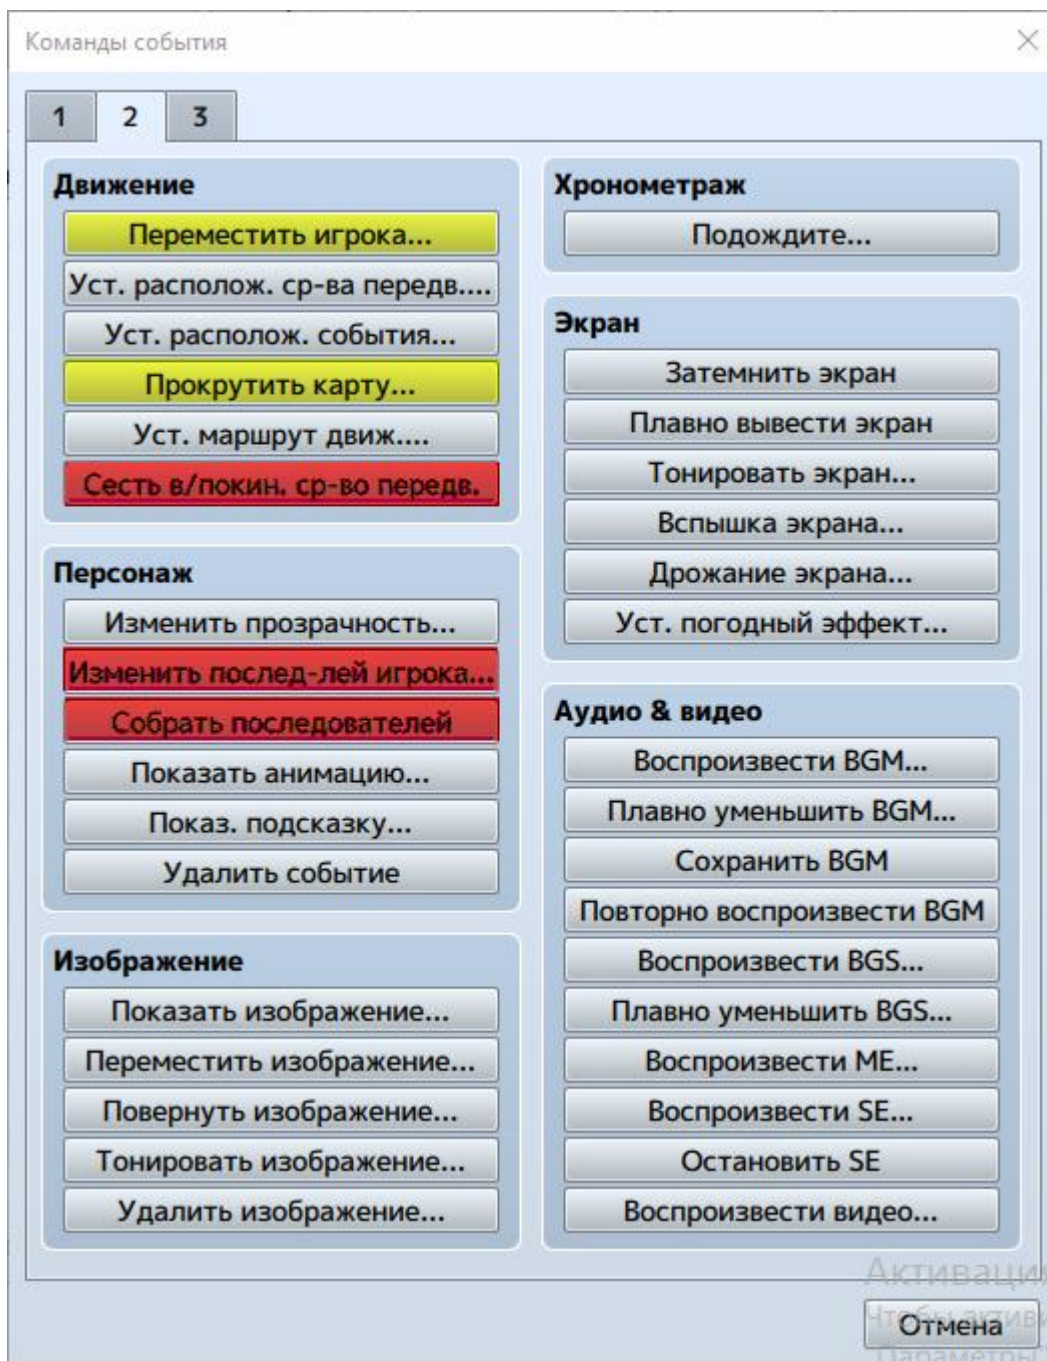 Команды события
1 2 3
Движение
Переместить игрока...
Уст. располож. ср-ва передв....
Уст. располож. события...
Прокрутить карту...
Уст. маршрут движ....
Сесть в/покин. ср-во передв.
Персонаж
Изменить прозрачность...
Изменить послед-лей игрока...
Собрать последователей
Показать анимацию...
Показ. подсказку...
Удалить событие
Изображение
Показать изображение...
Переместить изображение...
Повернуть изображение...
Тонировать изображение...
Удалить изображение...
Хронометраж
Подождите...
Экран
Затемнить экран
Плавно вывести экран
Тонировать экран...
Вспышка экрана...
Дрожание экрана...
Уст. погодный эффект...
Аудио & видео
Воспроизвести BGM...
Плавно уменьшить BGM...
Сохранить BGM
Повторно воспроизвести BGM
Воспроизвести BGS...
Плавно уменьшить BGS...
Воспроизвести ME...
Воспроизвести SE...
Остановить SE
Воспроизвести видео...
Активация
Отмена